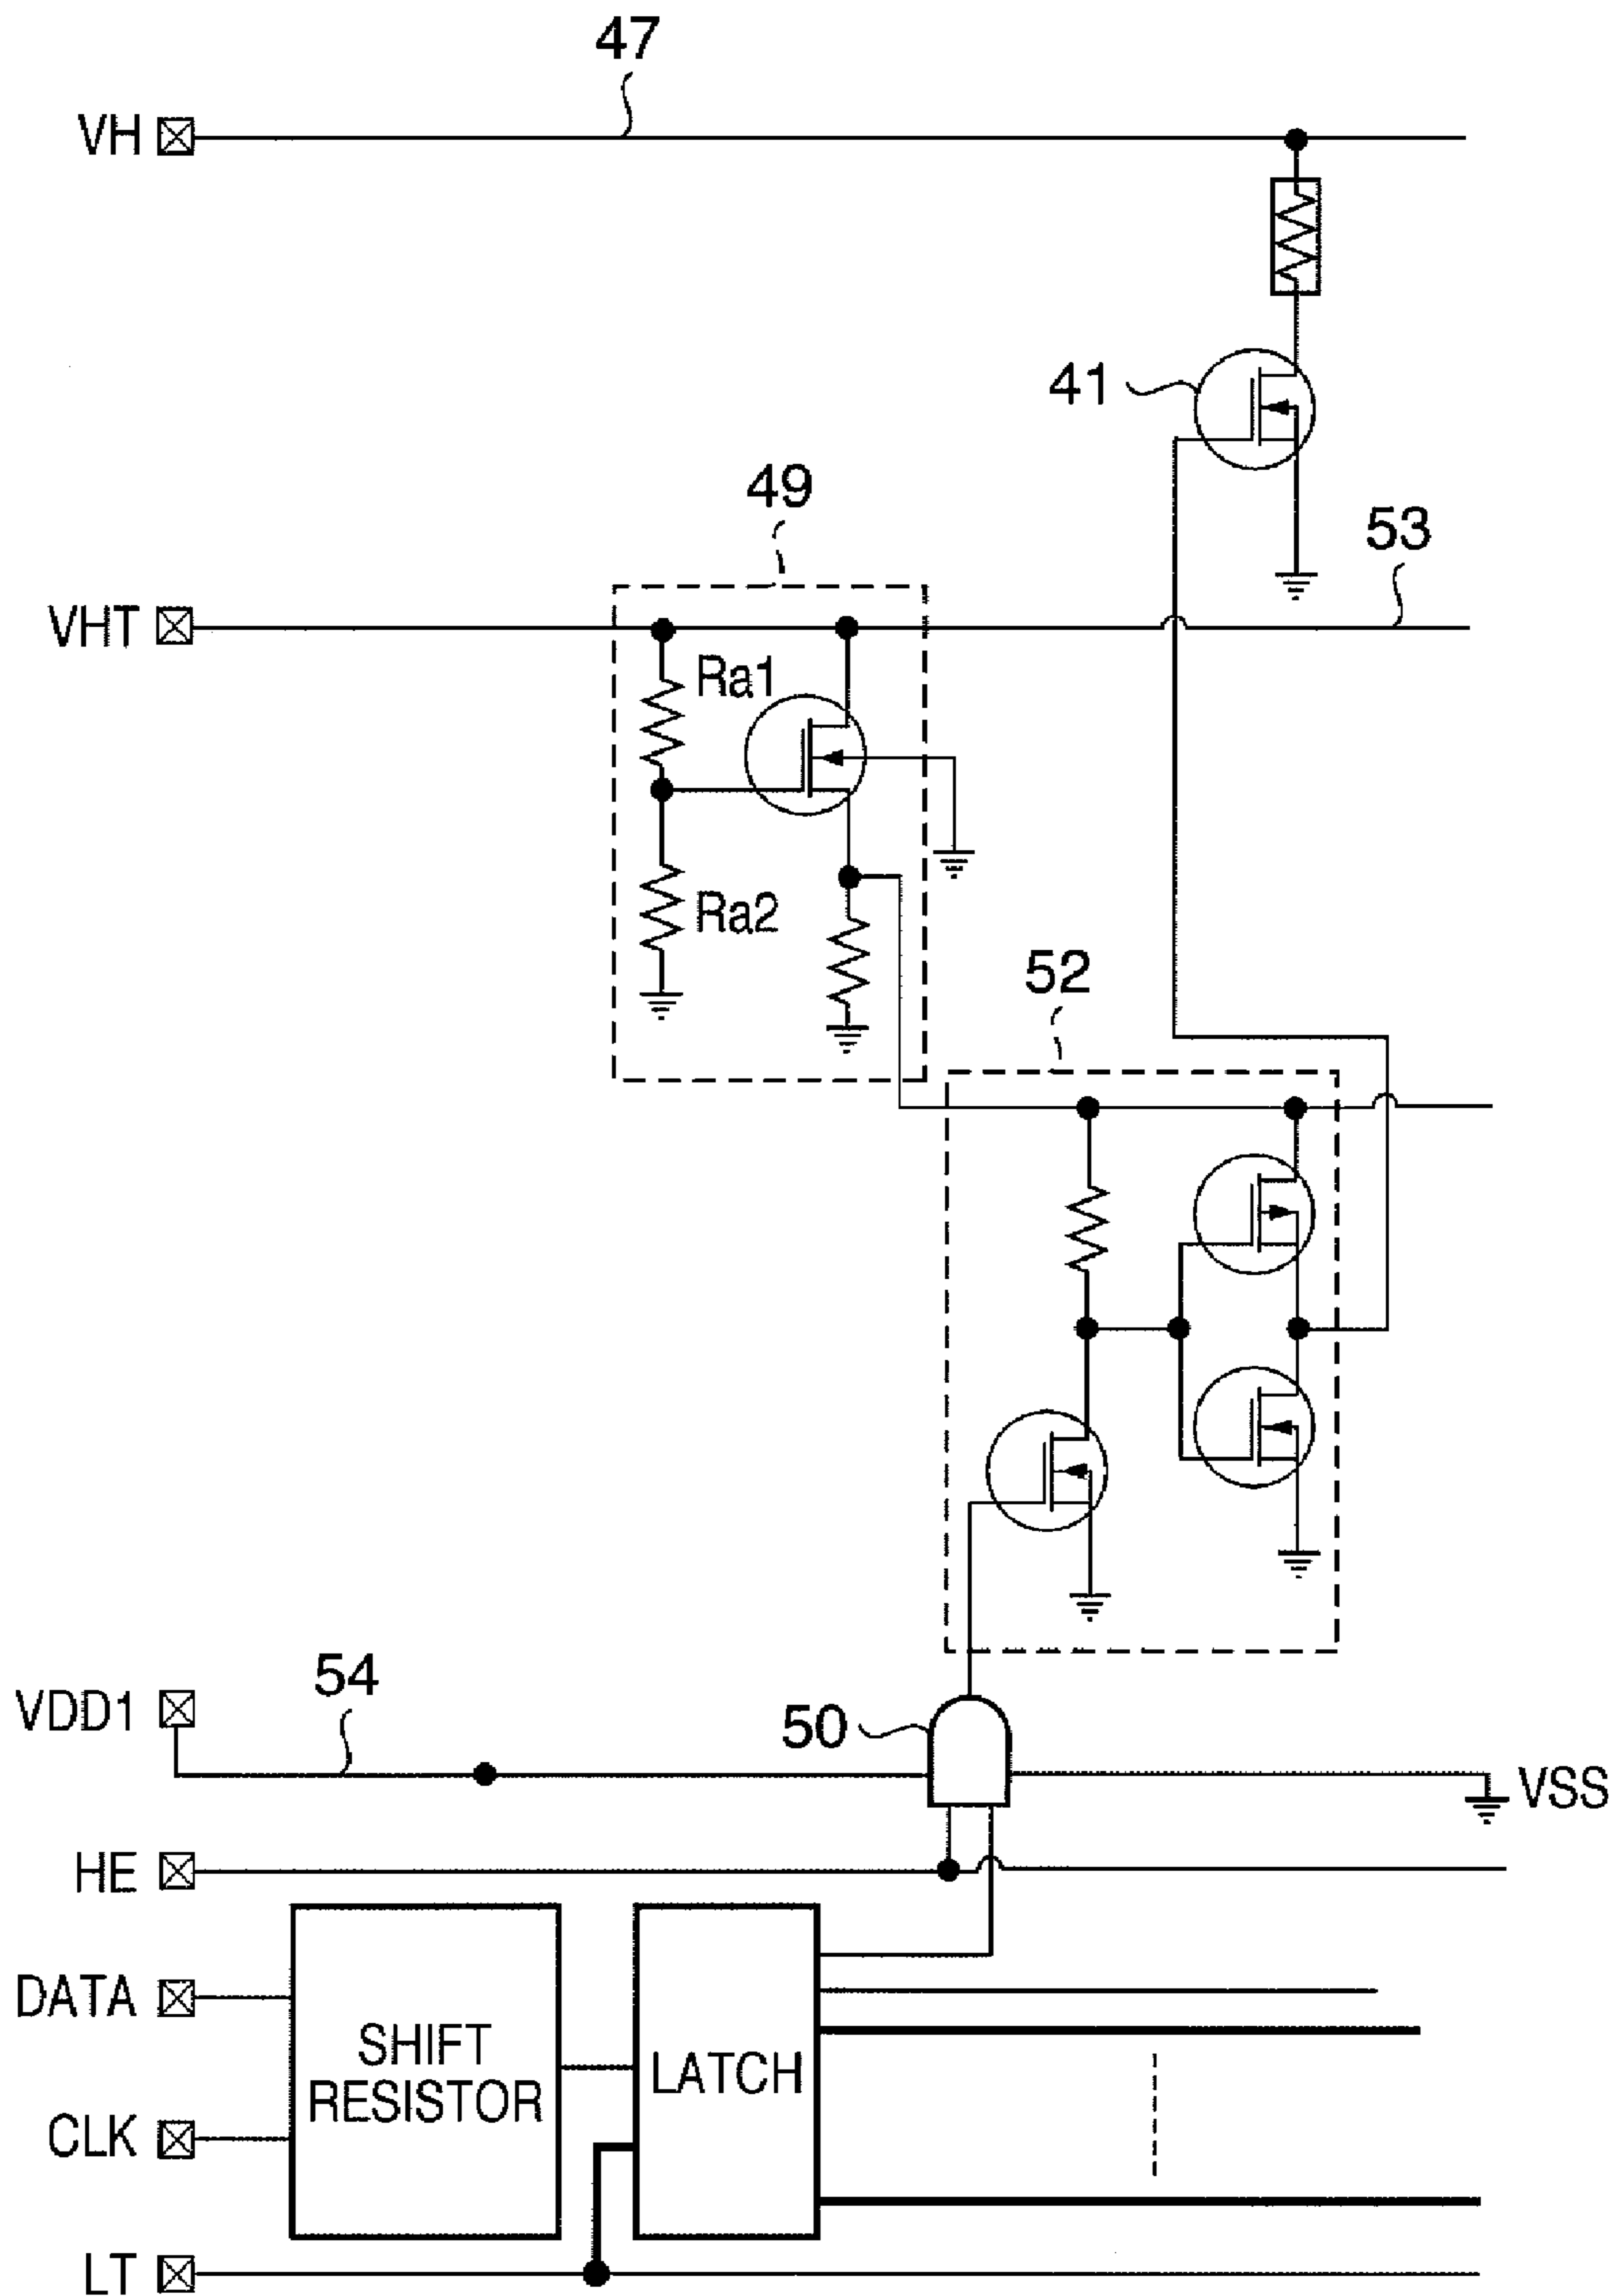 47
VH
41
49
53
VHT
Ra1
Ra2
52
54
VDD1
50
VSS
HE
DATA
SHIFT
RESISTOR
LATCH
CLK
LT